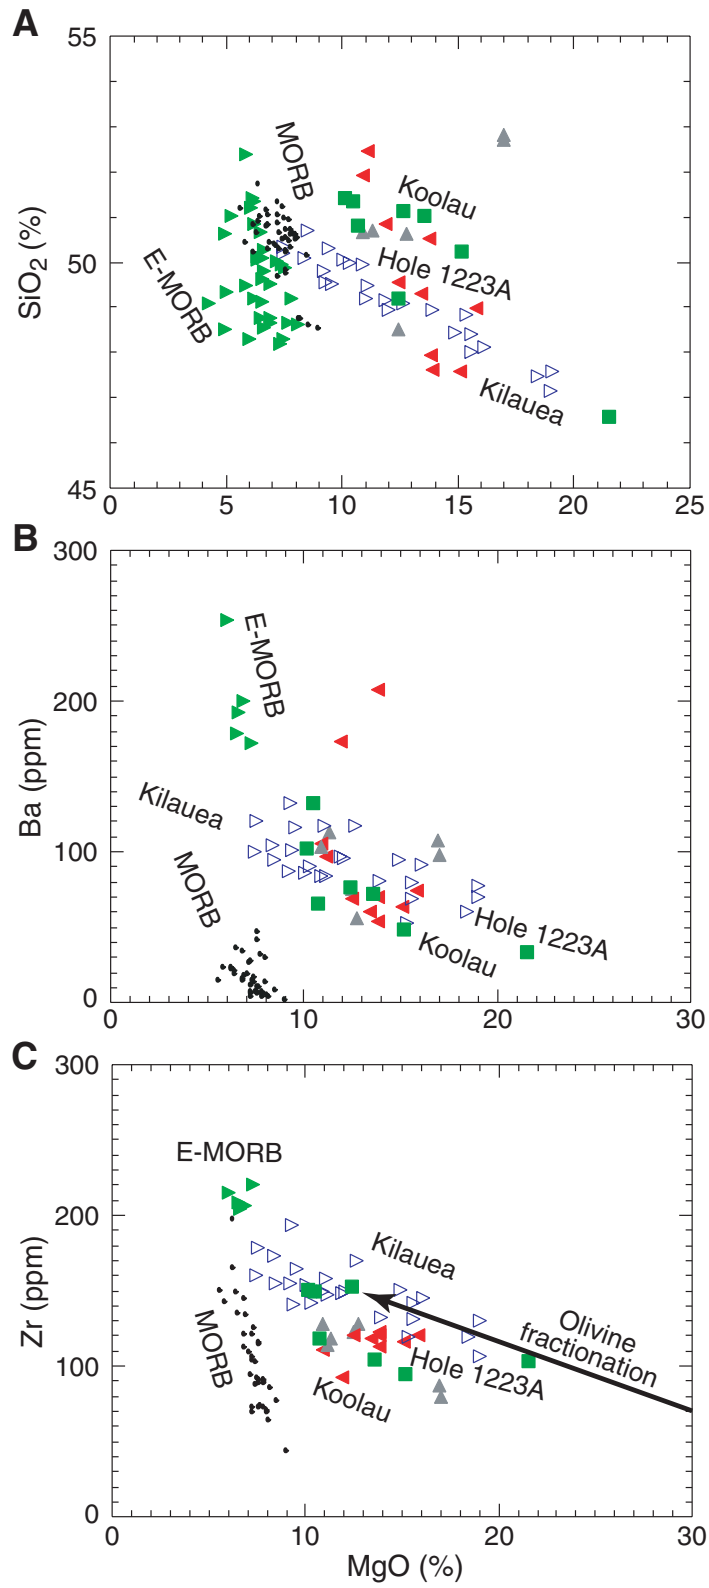 A
55
MORB
Koolau
SiO2 (%)
50
Hole 1223A
E-MORB
Kilauea
45
0 5 10 15 20 25
B
300
E-MORB
200
Ba (ppm)
Kilauea
100
MORB
Hole 1223A
Koolau
0
0 10 20 30
C
300
E-MORB
200
Kilauea
Zr (ppm)
Olivine
fractionation
MORB
Hole 1223A
100
Koolau
0
0 10 20 30
MgO (%)